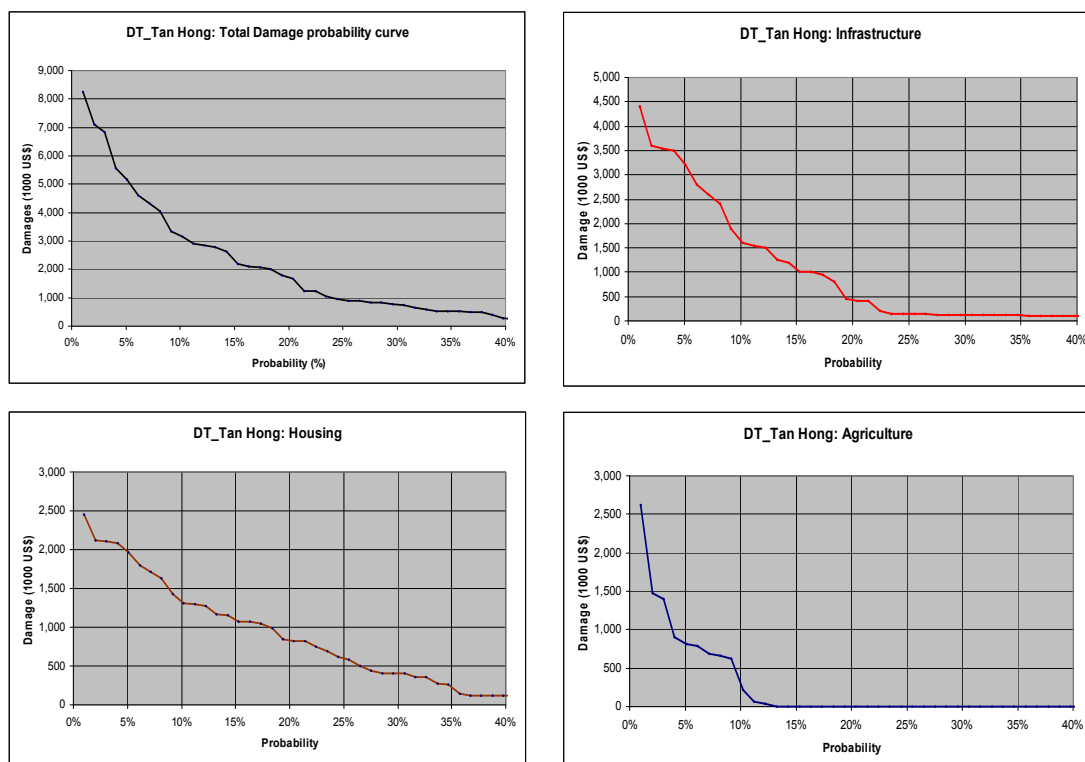 DT_Tan Hong: Total Damage probability curve
9,000
8,000
7,000
6,000
5,000
4,000
3,000
2,000
1,000
0
Damages (1000 US$)
0% 5% 10% 15% 20% 25% 30% 35% 40%
Probability (%)
DT_Tan Hong: Infrastructure
5,000
4,500
4,000
3,500
3,000
2,500
2,000
1,500
1,000
500
0
Damage (1000 US$)
0% 5% 10% 15% 20% 25% 30% 35% 40%
Probability
DT_Tan Hong: Housing
3,000
2,500
2,000
1,500
1,000
500
0
Damage (1000 US$)
0% 5% 10% 15% 20% 25% 30% 35% 40%
Probability
DT_Tan Hong: Agriculture
3,000
2,500
2,000
1,500
1,000
500
0
Damage (1000 US$)
0% 5% 10% 15% 20% 25% 30% 35% 40%
Probability